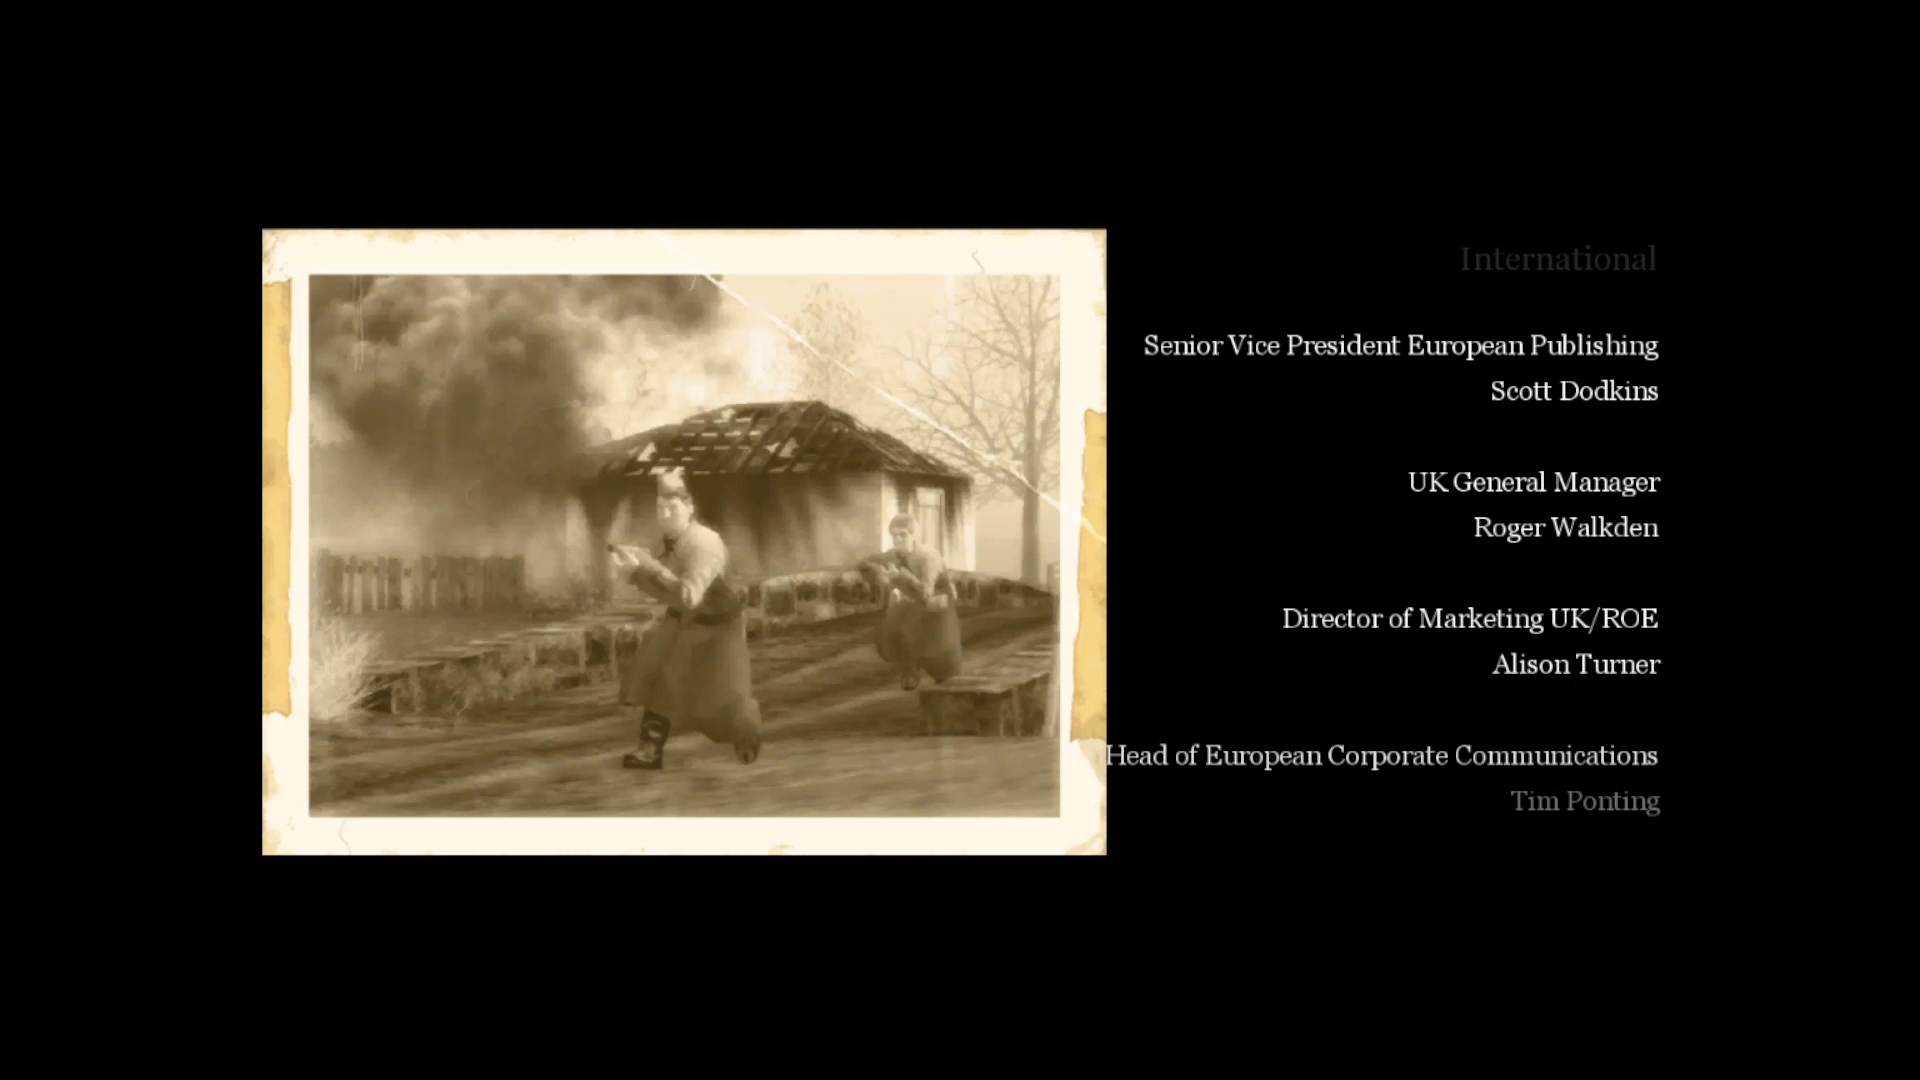 International
Senior Vice President European Publishing
Scott Dodkins
UK General Manager
Roger Walkden
Director of Marketing UK/ROE
Alison Turner
Head of European Corporate Communications
Tim Ponting